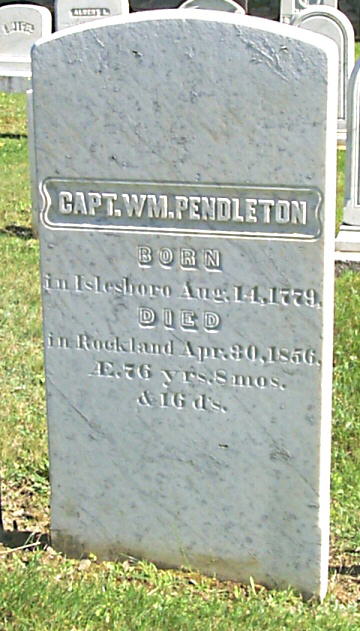 ALBERT L.
CAPT. WM. PENDLETON
BORN
in Islesboro Aug. 14, 1779,
DIED
in Rockland Apr. 30, 1856,
Æ. 76 yrs. 8 mos.
& 16 d's.